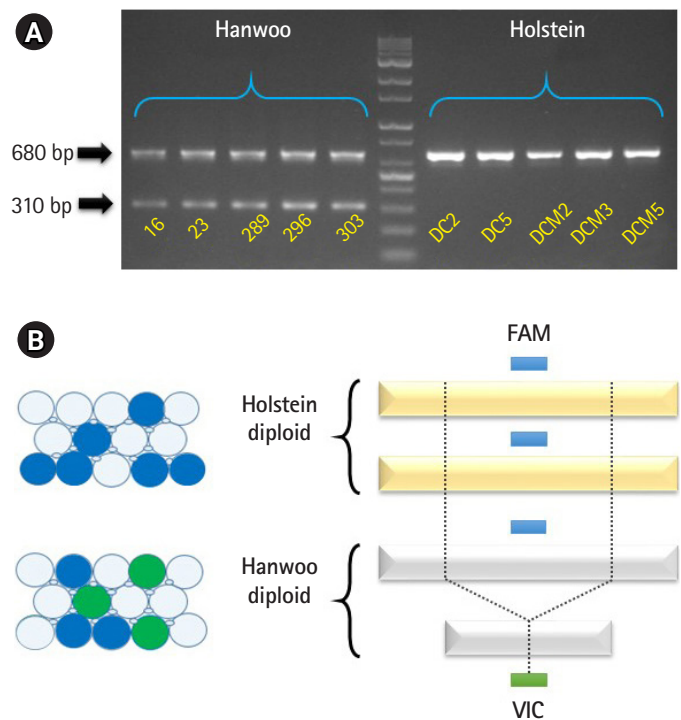 A
Hanwoo
Holstein
680 bp
310 bp
16
23
289
296
303
DC2
DC5
DCM2
DCM3
DCM5
B
FAM
Holstein
diploid
Hanwoo
diploid
VIC